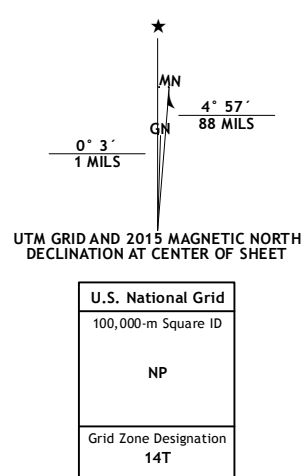 MN
4° 57´
88 MILS
GN
0° 3´
1 MILS
UTM GRID AND 2015 MAGNETIC NORTH
DECLINATION AT CENTER OF SHEET
U.S. National Grid
100,000-m Square ID
NP
Grid Zone Designation
14T